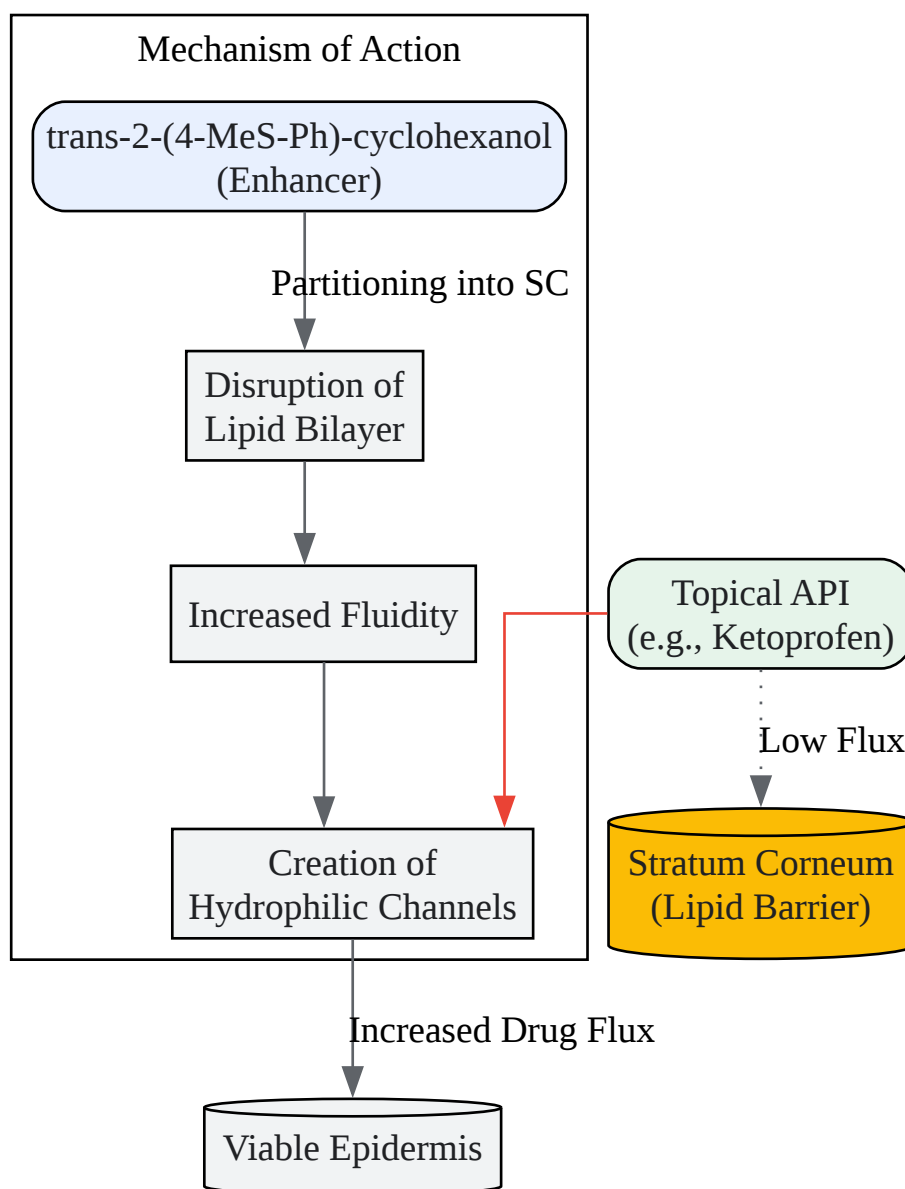 Mechanism of Action
trans-2-(4-MeS-Ph)-cyclohexanol
(Enhancer)
Partitioning into SC
Disruption of
Lipid Bilayer
Increased Fluidity
Topical API
(e.g., Ketoprofen)
Low Flux
Creation of
Hydrophilic Channels
Stratum Corneum
(Lipid Barrier)
Increased Drug Flux
Viable Epidermis